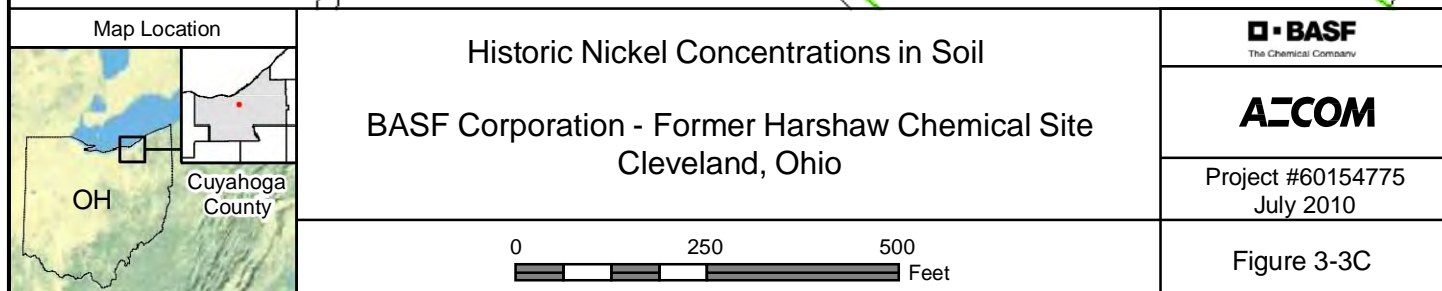 Map Location
OH
Cuyahoga
County
Historic Nickel Concentrations in Soil
BASF Corporation - Former Harshaw Chemical Site
Cleveland, Ohio
0 250 500
Feet
BASF
The Chemical Company
AECOM
Project #60154775
July 2010
Figure 3-3C